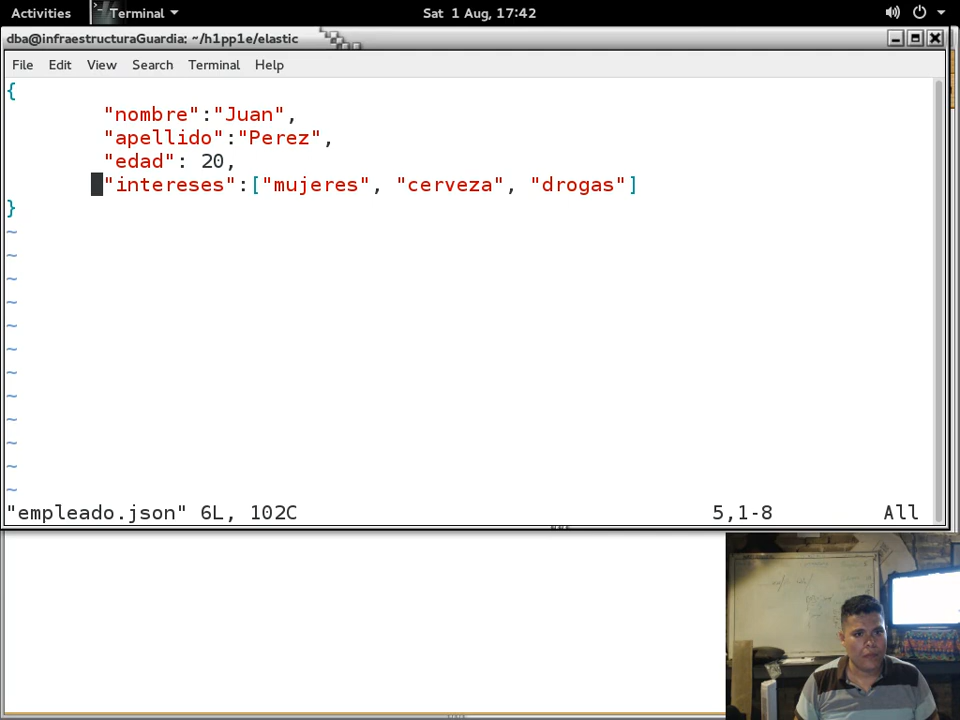 Activities Terminal Sat 1 Aug, 17:42
dba@infraestructuraGuardia: ~/h1pp1e/elastic
File Edit View Search Terminal Help
{
"nombre":"Juan",
"apellido":"Perez",
"edad": 20,
"intereses":["mujeres", "cerveza", "drogas"]
}
~
~
~
~
~
~
~
~
~
~
~
~
"empleado.json" 6L, 102C 5,1-8 All